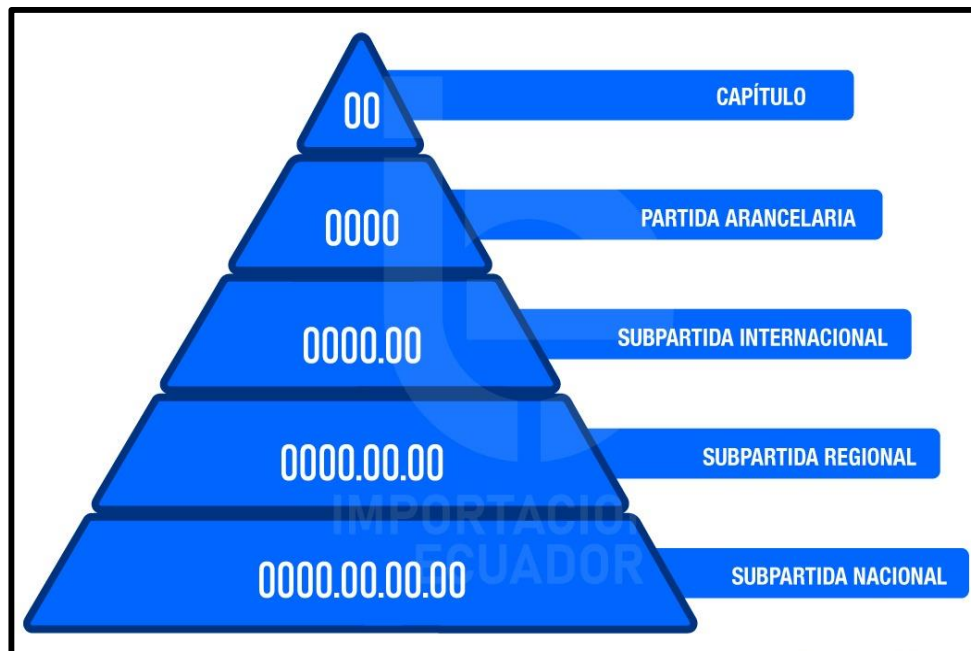 00
CAPÍTULO
0000
PARTIDA ARANCELARIA
0000.00
SUBPARTIDA INTERNACIONAL
0000.00.00
SUBPARTIDA REGIONAL
IMPORTACION
ECUADOR
0000.00.00.00
SUBPARTIDA NACIONAL